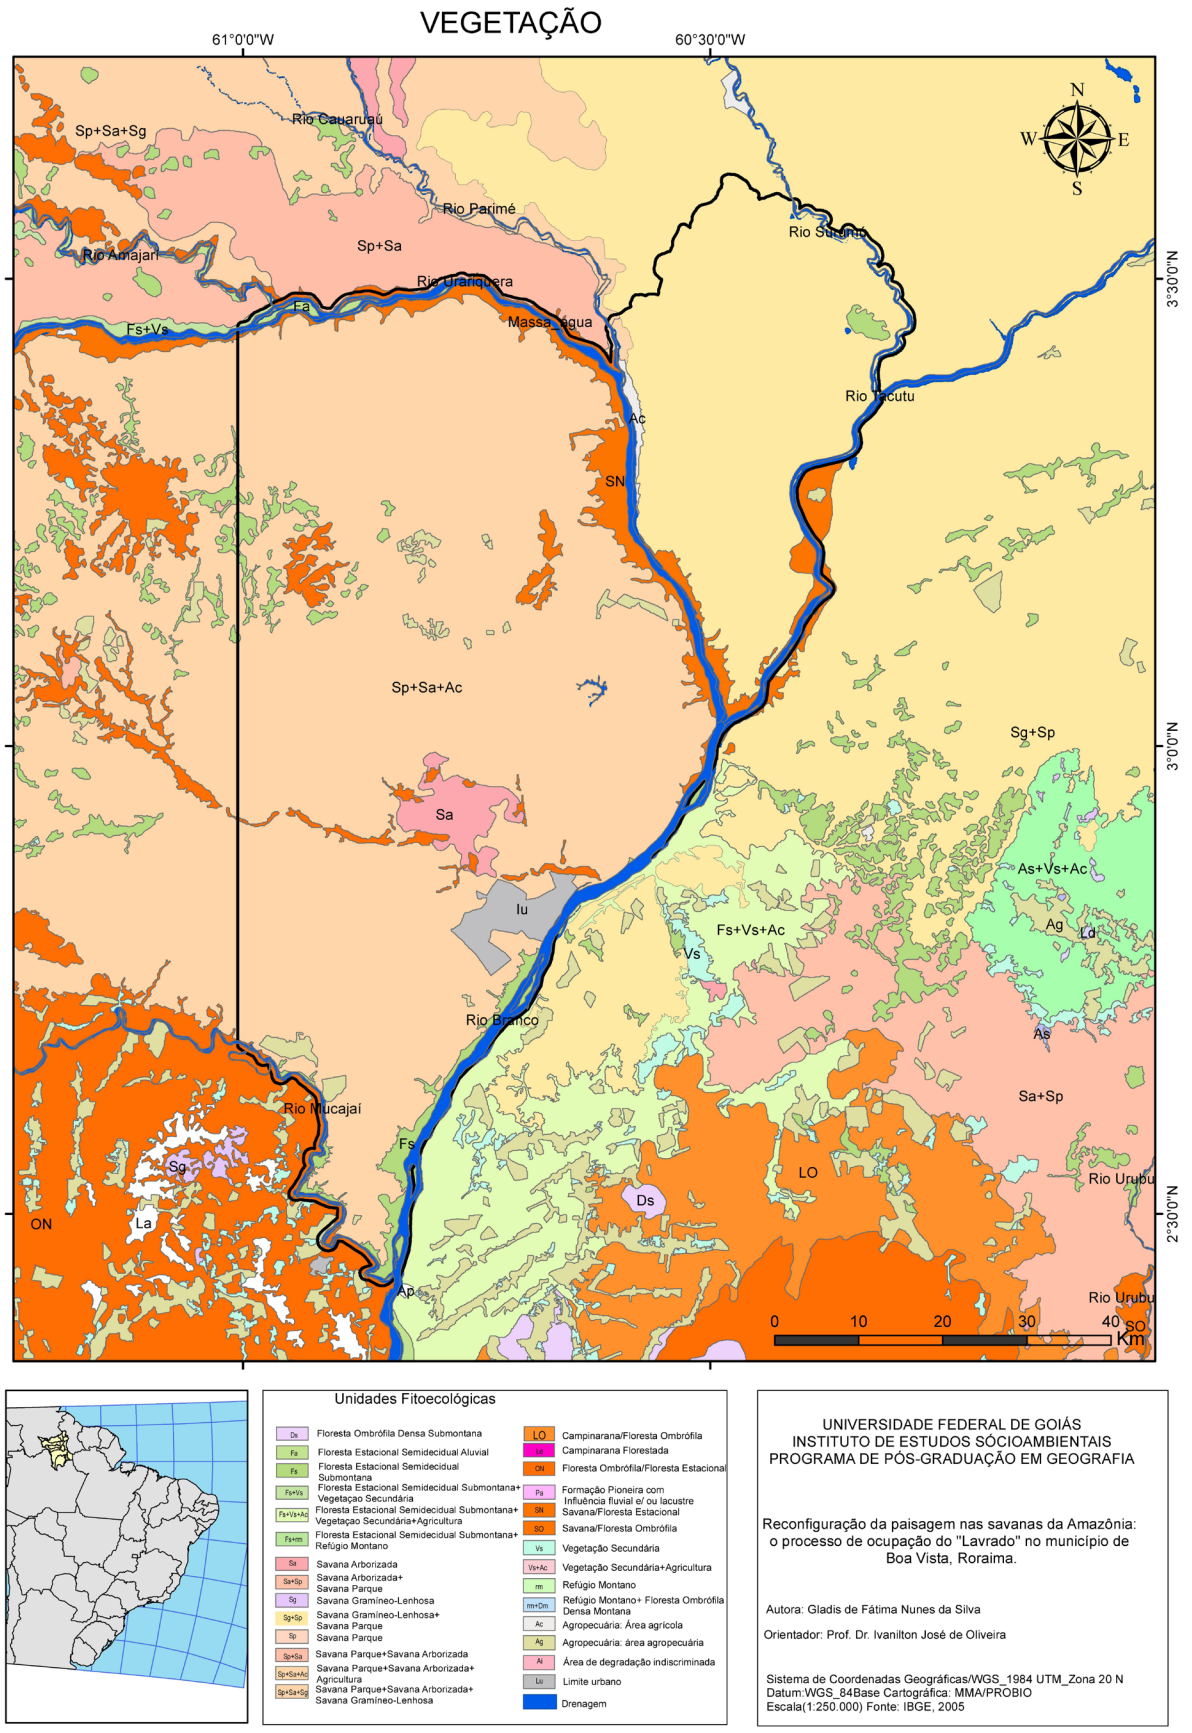 VEGETAÇÃO
61°0'0"W
60°30'0"W
N
W
E
S
Rio Cauaruaú
Sp+Sa+Sg
Rio Parimé
Rio Surumu
Sp+Sa
Rio Amajarí
Rio Urariquera
3°30'0"N
Fa
Massa_água
Fs+Vs
Rio Tacutu
Ac
SN
Sp+Sa+Ac
Sg+Sp
3°0'0"N
Sa
As+Vs+Ac
Iu
Ag
Ld
Fs+Vs+Ac
Vs
Rio Branco
As
Sa+Sp
Rio Mucajaí
Fs
Sg
LO
Rio Urubu
Ds
2°30'0"N
ON
La
Ap
Rio Urubu
SO
0
10
20
30
40
Km
Unidades Fitoecológicas
Ds Floresta Ombrófila Densa Submontana
Fa Floresta Estacional Semidecidual Aluvial
Fs Floresta Estacional Semidecidual
Submontana
Fs+Vs Floresta Estacional Semidecidual Submontana+
Vegetaçao Secundária
Fs+Vs+Ac Floresta Estacional Semidecidual Submontana+
Vegetaçao Secundária+Agricultura
Fs+rm Floresta Estacional Semidecidual Submontana+
Refúgio Montano
Sa Savana Arborizada
Sa+Sp Savana Arborizada+
Savana Parque
Sg Savana Gramíneo-Lenhosa
Sg+Sp Savana Gramíneo-Lenhosa+
Savana Parque
Sp Savana Parque
Sp+Sa Savana Parque+Savana Arborizada
Sp+Sa+Ac Savana Parque+Savana Arborizada+
Agricultura
Sp+Sa+Sg Savana Parque+Savana Arborizada+
Savana Gramíneo-Lenhosa
LO Campinarana/Floresta Ombrófila
Ld Campinarana Florestada
ON Floresta Ombrófila/Floresta Estacional
Pa Formação Pioneira com
Influência fluvial e/ ou lacustre
SN Savana/Floresta Estacional
SO Savana/Floresta Ombrófila
Vs Vegetação Secundária
Vs+Ac Vegetação Secundária+Agricultura
rm Refúgio Montano
rm+Dm Refúgio Montano+ Floresta Ombrófila
Densa Montana
Ac Agropecuária: Área agrícola
Ag Agropecuária: área agropecuária
Ai Área de degradação indiscriminada
Lu Limite urbano
Drenagem
UNIVERSIDADE FEDERAL DE GOIÁS
INSTITUTO DE ESTUDOS SÓCIOAMBIENTAIS
PROGRAMA DE PÓS-GRADUAÇÃO EM GEOGRAFIA
Reconfiguração da paisagem nas savanas da Amazônia:
o processo de ocupação do "Lavrado" no município de
Boa Vista, Roraima.
Autora: Gladis de Fátima Nunes da Silva
Orientador: Prof. Dr. Ivanilton José de Oliveira
Sistema de Coordenadas Geográficas/WGS_1984 UTM_Zona 20 N
Datum:WGS_84Base Cartográfica: MMA/PROBIO
Escala(1:250.000) Fonte: IBGE, 2005